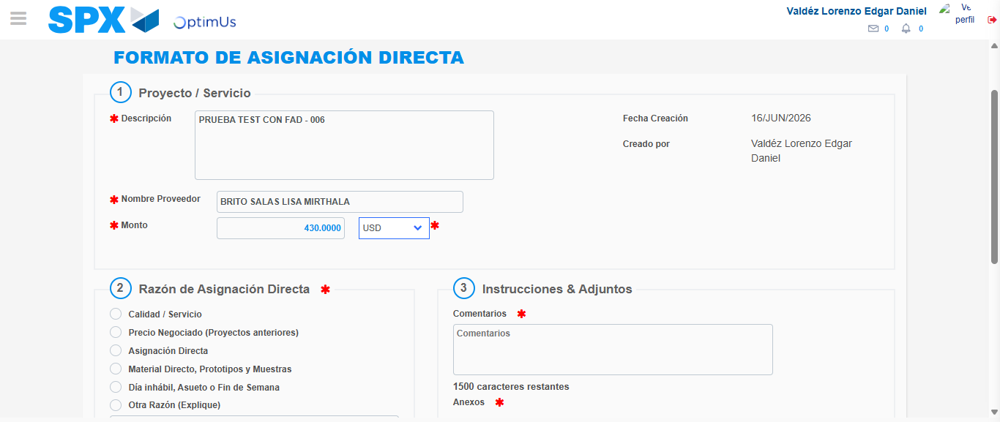 SPX
OptimUs
Valdéz Lorenzo Edgar Daniel
0
0
Ve
perfil
FORMATO DE ASIGNACIÓN DIRECTA
1
Proyecto / Servicio
✱ Descripción
PRUEBA TEST CON FAD - 006
Fecha Creación
16/JUN/2026
Creado por
Valdéz Lorenzo Edgar
Daniel
✱ Nombre Proveedor
BRITO SALAS LISA MIRTHALA
✱ Monto
430.0000
USD
✱
2
Razón de Asignación Directa ✱
Calidad / Servicio
Precio Negociado (Proyectos anteriores)
Asignación Directa
Material Directo, Prototipos y Muestras
Día inhábil, Asueto o Fin de Semana
Otra Razón (Explique)
3
Instrucciones & Adjuntos
Comentarios ✱
Comentarios
1500 caracteres restantes
Anexos ✱